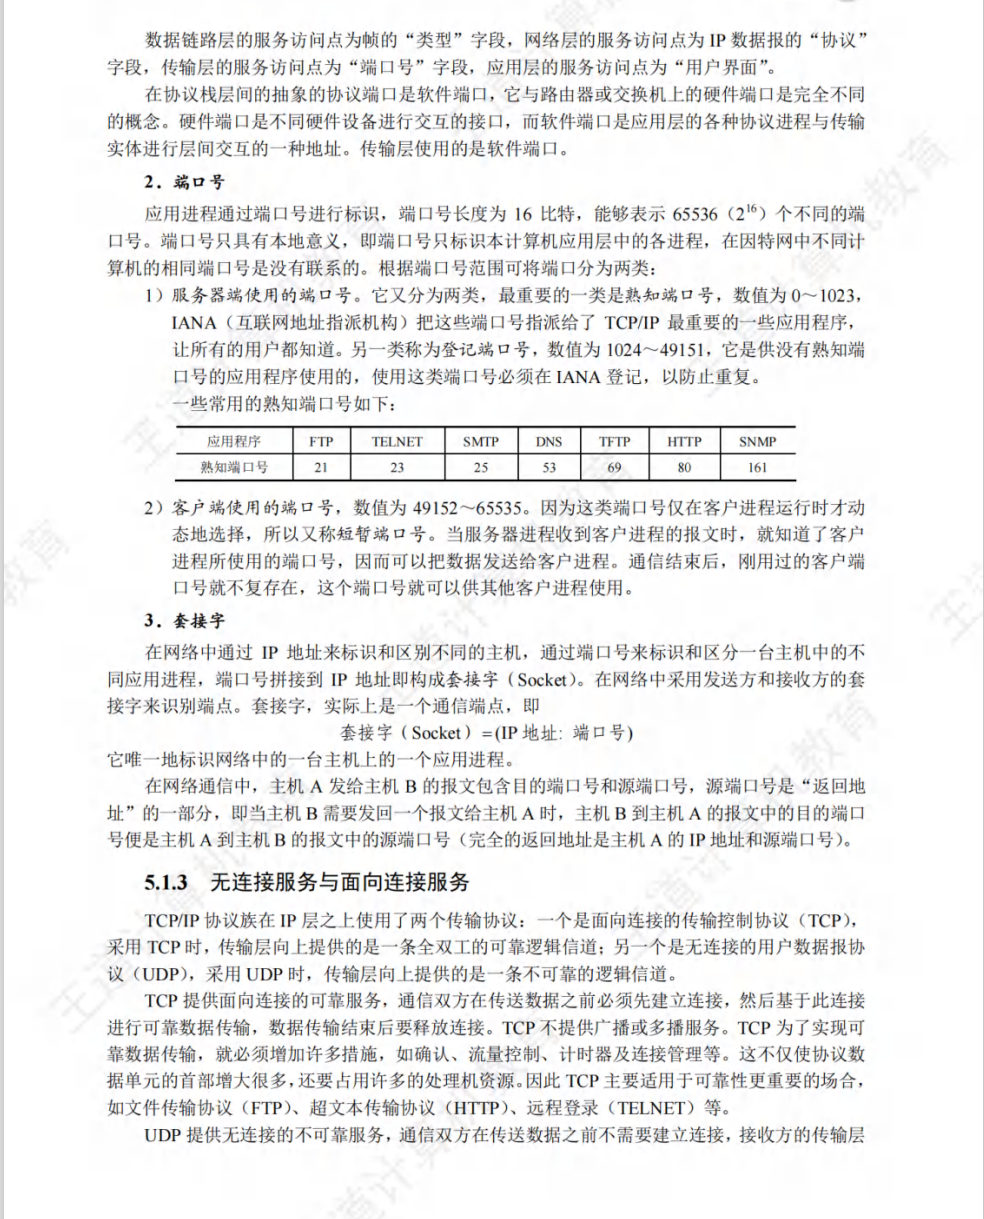 数据链路层的服务访问点为帧的“类型”字段，网络层的服务访问点为 IP 数据报的“协议”
字段，传输层的服务访问点为“端口号”字段，应用层的服务访问点为“用户界面”。
在协议栈层间的抽象的协议端口是软件端口，它与路由器或交换机上的硬件端口是完全不同
的概念。硬件端口是不同硬件设备进行交互的接口，而软件端口是应用层的各种协议进程与传输
实体进行层间交互的一种地址。传输层使用的是软件端口。
2．端口号
应用进程通过端口号进行标识，端口号长度为 16 比特，能够表示 65536（2¹⁶）个不同的端
口号。端口号只具有本地意义，即端口号只标识本计算机应用层中的各进程，在因特网中不同计
算机的相同端口号是没有联系的。根据端口号范围可将端口分为两类：
1）服务器端使用的端口号。它又分为两类，最重要的一类是熟知端口号，数值为 0～1023，
IANA（互联网地址指派机构）把这些端口号指派给了 TCP/IP 最重要的一些应用程序，
让所有的用户都知道。另一类称为登记端口号，数值为 1024～49151，它是供没有熟知端
口号的应用程序使用的，使用这类端口号必须在 IANA 登记，以防止重复。
一些常用的熟知端口号如下：
应用程序 FTP TELNET SMTP DNS TFTP HTTP SNMP
熟知端口号 21 23 25 53 69 80 161
2）客户端使用的端口号，数值为 49152～65535。因为这类端口号仅在客户进程运行时才动
态地选择，所以又称短暂端口号。当服务器进程收到客户进程的报文时，就知道了客户
进程所使用的端口号，因而可以把数据发送给客户进程。通信结束后，刚用过的客户端
口号就不复存在，这个端口号就可以供其他客户进程使用。
3．套接字
在网络中通过 IP 地址来标识和区别不同的主机，通过端口号来标识和区分一台主机中的不
同应用进程，端口号拼接到 IP 地址即构成套接字（Socket）。在网络中采用发送方和接收方的套
接字来识别端点。套接字，实际上是一个通信端点，即
套接字（Socket）=(IP 地址: 端口号)
它唯一地标识网络中的一台主机上的一个应用进程。
在网络通信中，主机 A 发给主机 B 的报文包含目的端口号和源端口号，源端口号是“返回地
址”的一部分，即当主机 B 需要发回一个报文给主机 A 时，主机 B 到主机 A 的报文中的目的端口
号便是主机 A 到主机 B 的报文中的源端口号（完全的返回地址是主机 A 的 IP 地址和源端口号）。
5.1.3 无连接服务与面向连接服务
TCP/IP 协议族在 IP 层之上使用了两个传输协议：一个是面向连接的传输控制协议（TCP），
采用 TCP 时，传输层向上提供的是一条全双工的可靠逻辑信道；另一个是无连接的用户数据报协
议（UDP），采用 UDP 时，传输层向上提供的是一条不可靠的逻辑信道。
TCP 提供面向连接的可靠服务，通信双方在传送数据之前必须先建立连接，然后基于此连接
进行可靠数据传输，数据传输结束后要释放连接。TCP 不提供广播或多播服务。TCP 为了实现可
靠数据传输，就必须增加许多措施，如确认、流量控制、计时器及连接管理等。这不仅使协议数
据单元的首部增大很多，还要占用许多的处理机资源。因此 TCP 主要适用于可靠性更重要的场合，
如文件传输协议（FTP）、超文本传输协议（HTTP）、远程登录（TELNET）等。
UDP 提供无连接的不可靠服务，通信双方在传送数据之前不需要建立连接，接收方的传输层
王道计算机教育